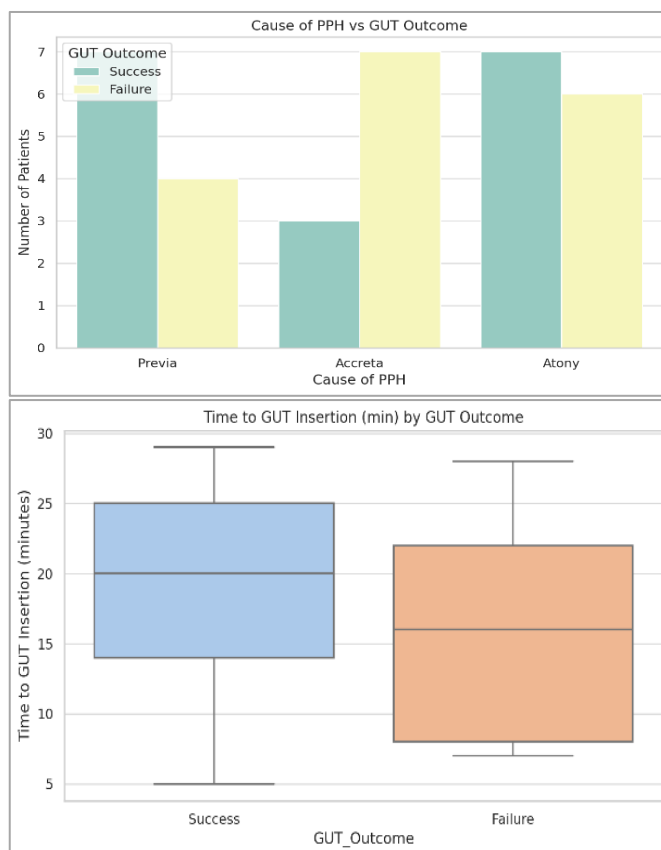 Cause of PPH vs GUT Outcome
GUT Outcome
Success
Failure
Number of Patients
7
6
5
4
3
2
1
0
Previa Accreta Atony
Cause of PPH
Time to GUT Insertion (min) by GUT Outcome
Time to GUT Insertion (minutes)
30
25
20
15
10
5
Success Failure
GUT_Outcome